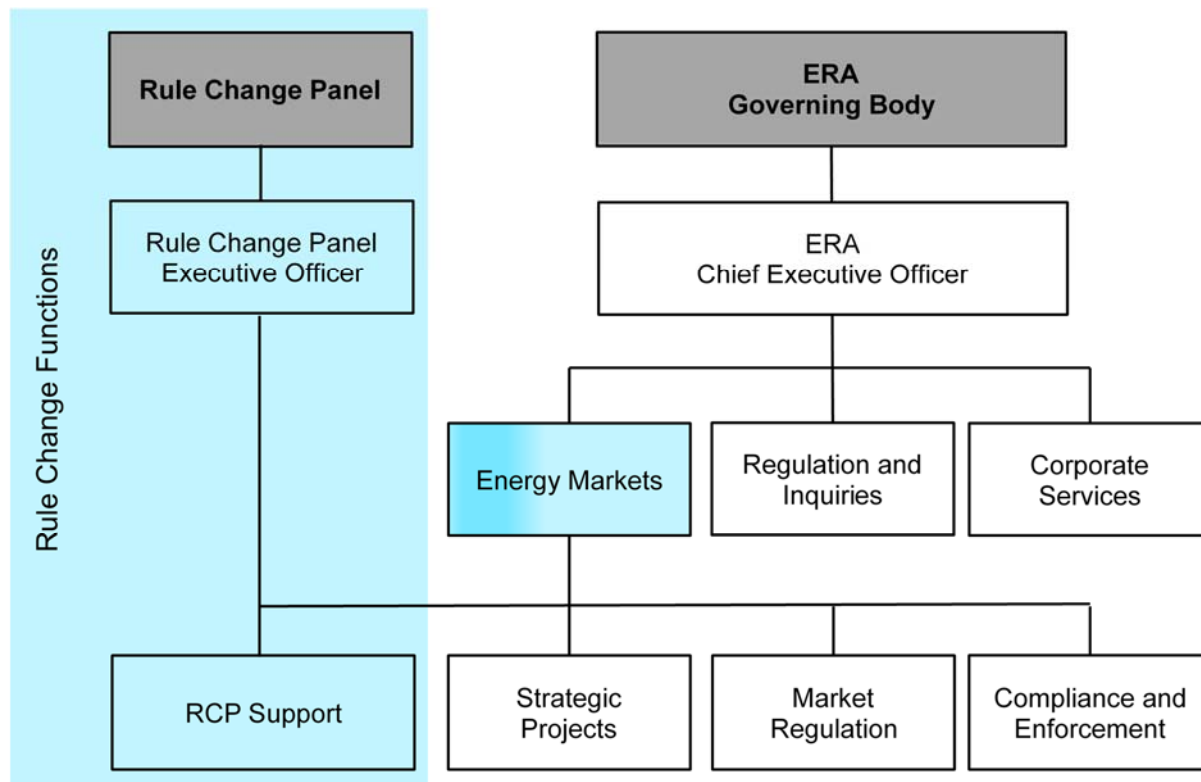 Rule Change Functions
Rule Change Panel
ERA
Governing Body
Rule Change Panel
Executive Officer
ERA
Chief Executive Officer
Energy Markets
Regulation and
Inquiries
Corporate
Services
RCP Support
Strategic
Projects
Market
Regulation
Compliance and
Enforcement